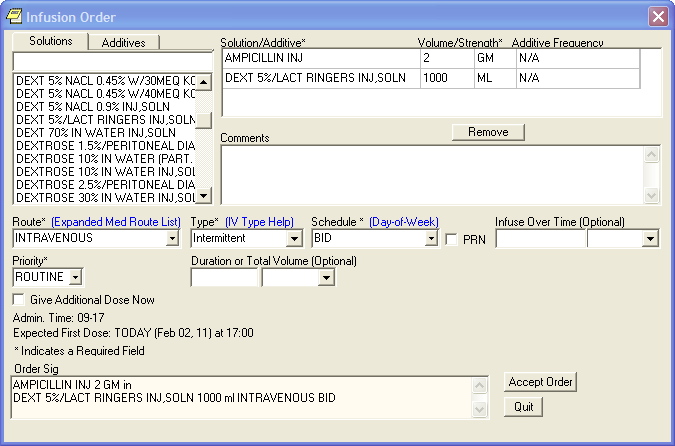 Infusion Order
Solutions Additives
DEXT 5% NACL 0.45% W/30MEQ KC
DEXT 5% NACL 0.45% W/40MEQ KC
DEXT 5% NACL 0.9% INJ,SOLN
DEXT 5%/LACT RINGERS INJ,SOLN
DEXT 70% IN WATER INJ,SOLN
DEXTROSE 1.5%/PERITONEAL DIA
DEXTROSE 10% IN WATER (PART.
DEXTROSE 10% IN WATER INJ,SOL
DEXTROSE 2.5%/PERITONEAL DIA
DEXTROSE 30% IN WATER INJ,SOL
Solution/Additive* Volume/Strength* Additive Frequency
AMPICILLIN INJ 2 GM N/A
DEXT 5%/LACT RINGERS INJ,SOLN 1000 ML N/A
Comments Remove
Route* (Expanded Med Route List) Type* (IV Type Help) Schedule * (Day-of-Week) Infuse Over Time (Optional)
INTRAVENOUS Intermittent BID PRN
Priority* Duration or Total Volume (Optional)
ROUTINE
Give Additional Dose Now
Admin. Time: 09-17
Expected First Dose: TODAY (Feb 02, 11) at 17:00
* Indicates a Required Field
Order Sig
AMPICILLIN INJ 2 GM in
DEXT 5%/LACT RINGERS INJ,SOLN 1000 ml INTRAVENOUS BID
Accept Order
Quit